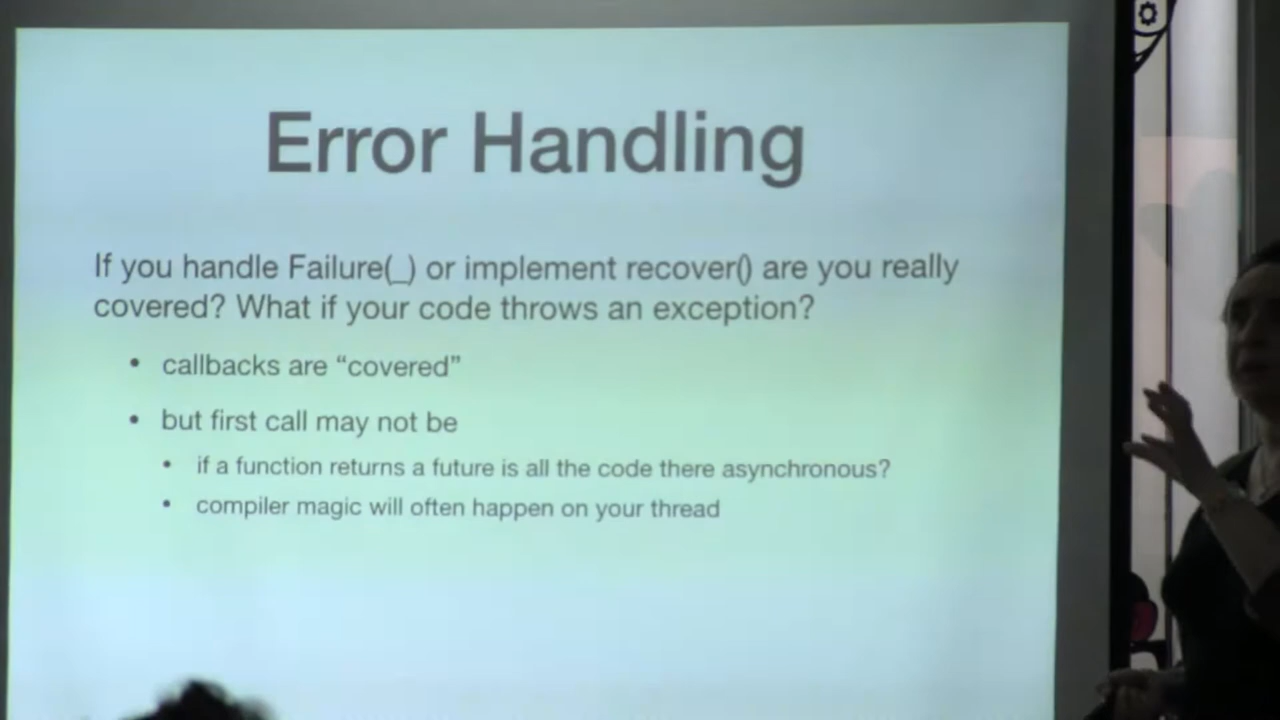 Error Handling
If you handle Failure(_) or implement recover() are you really
covered? What if your code throws an exception?
• callbacks are “covered”
• but first call may not be
• if a function returns a future is all the code there asynchronous?
• compiler magic will often happen on your thread